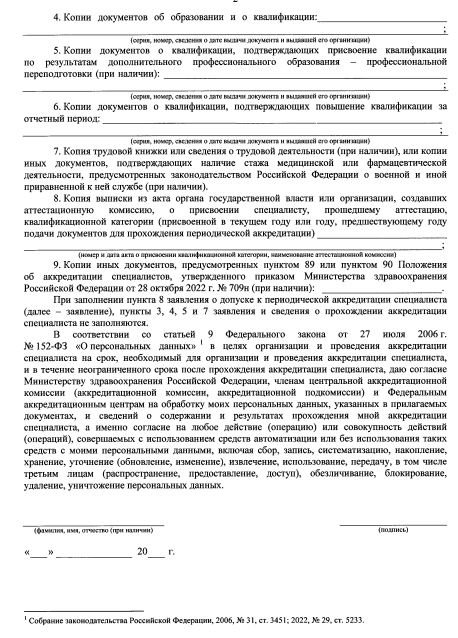 2
4. Копии документов об образовании и о квалификации:
;
(серия, номер, сведения о дате выдачи документа и выдавшей его организации)
5. Копии документов о квалификации, подтверждающих присвоение квалификации
по результатам дополнительного профессионального образования – профессиональной
переподготовки (при наличии):
;
(серия, номер, сведения о дате выдачи документа и выдавшей его организации)
6. Копии документов о квалификации, подтверждающих повышение квалификации за
отчетный период:
;
(серия, номер, сведения о дате выдачи документа и выдавшей его организации)
7. Копия трудовой книжки или сведения о трудовой деятельности (при наличии), или копии
иных документов, подтверждающих наличие стажа медицинской или фармацевтической
деятельности, предусмотренных законодательством Российской Федерации о военной и иной
приравненной к ней службе (при наличии).
8. Копия выписки из акта органа государственной власти или организации, создавших
аттестационную комиссию, о присвоении специалисту, прошедшему аттестацию,
квалификационной категории (присвоенной в текущем году или году, предшествующему году
подачи документов для прохождения периодической аккредитации)
;
(номер и дата акта о присвоении квалификационной категории, наименование аттестационной комиссии)
9. Копии иных документов, предусмотренных пунктом 89 или пунктом 90 Положения
об аккредитации специалистов, утвержденного приказом Министерства здравоохранения
Российской Федерации от 28 октября 2022 г. № 709н (при наличии): .
При заполнении пункта 8 заявления о допуске к периодической аккредитации специалиста
(далее – заявление), пункты 3, 4, 5 и 7 заявления и сведения о прохождении аккредитации
специалиста не заполняются.
В соответствии со статьей 9 Федерального закона от 27 июля 2006 г.
№ 152-ФЗ «О персональных данных» 1 в целях организации и проведения аккредитации
специалиста на срок, необходимый для организации и проведения аккредитации специалиста,
и в течение неограниченного срока после прохождения аккредитации специалиста, даю согласие
Министерству здравоохранения Российской Федерации, членам центральной аккредитационной
комиссии (аккредитационной комиссии, аккредитационной подкомиссии) и Федеральным
аккредитационным центрам на обработку моих персональных данных, указанных в прилагаемых
документах, и сведений о содержании и результатах прохождения мной аккредитации
специалиста, а именно согласие на любое действие (операцию) или совокупность действий
(операций), совершаемых с использованием средств автоматизации или без использования таких
средств с моими персональными данными, включая сбор, запись, систематизацию, накопление,
хранение, уточнение (обновление, изменение), извлечение, использование, передачу, в том числе
третьим лицам (распространение, предоставление, доступ), обезличивание, блокирование,
удаление, уничтожение персональных данных.
(фамилия, имя, отчество (при наличии) (подпись)
«__» ________ 20__ г.
1 Собрание законодательства Российской Федерации, 2006, № 31, ст. 3451; 2022, № 29, ст. 5233.